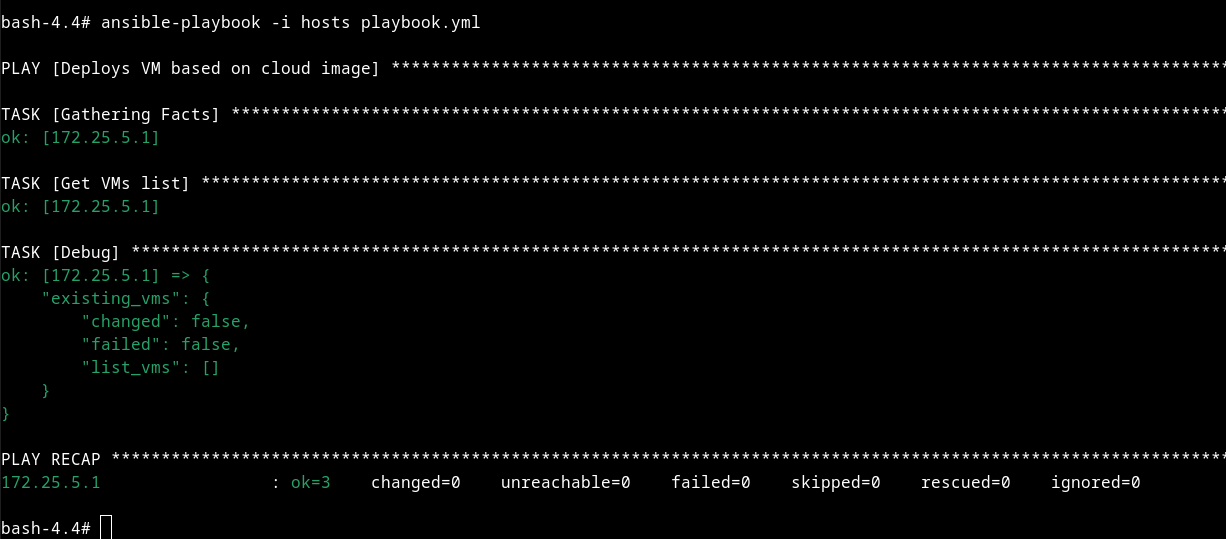 bash-4.4# ansible-playbook -i hosts playbook.yml
PLAY [Deploys VM based on cloud image] ************************************************************************************
TASK [Gathering Facts] ****************************************************************************************************
ok: [172.25.5.1]
TASK [Get VMs list] *******************************************************************************************************
ok: [172.25.5.1]
TASK [Debug] **************************************************************************************************************
ok: [172.25.5.1] => {
    "existing_vms": {
        "changed": false,
        "failed": false,
        "list_vms": []
    }
}
PLAY RECAP ****************************************************************************************************************
172.25.5.1                 : ok=3    changed=0    unreachable=0    failed=0    skipped=0    rescued=0    ignored=0
bash-4.4#